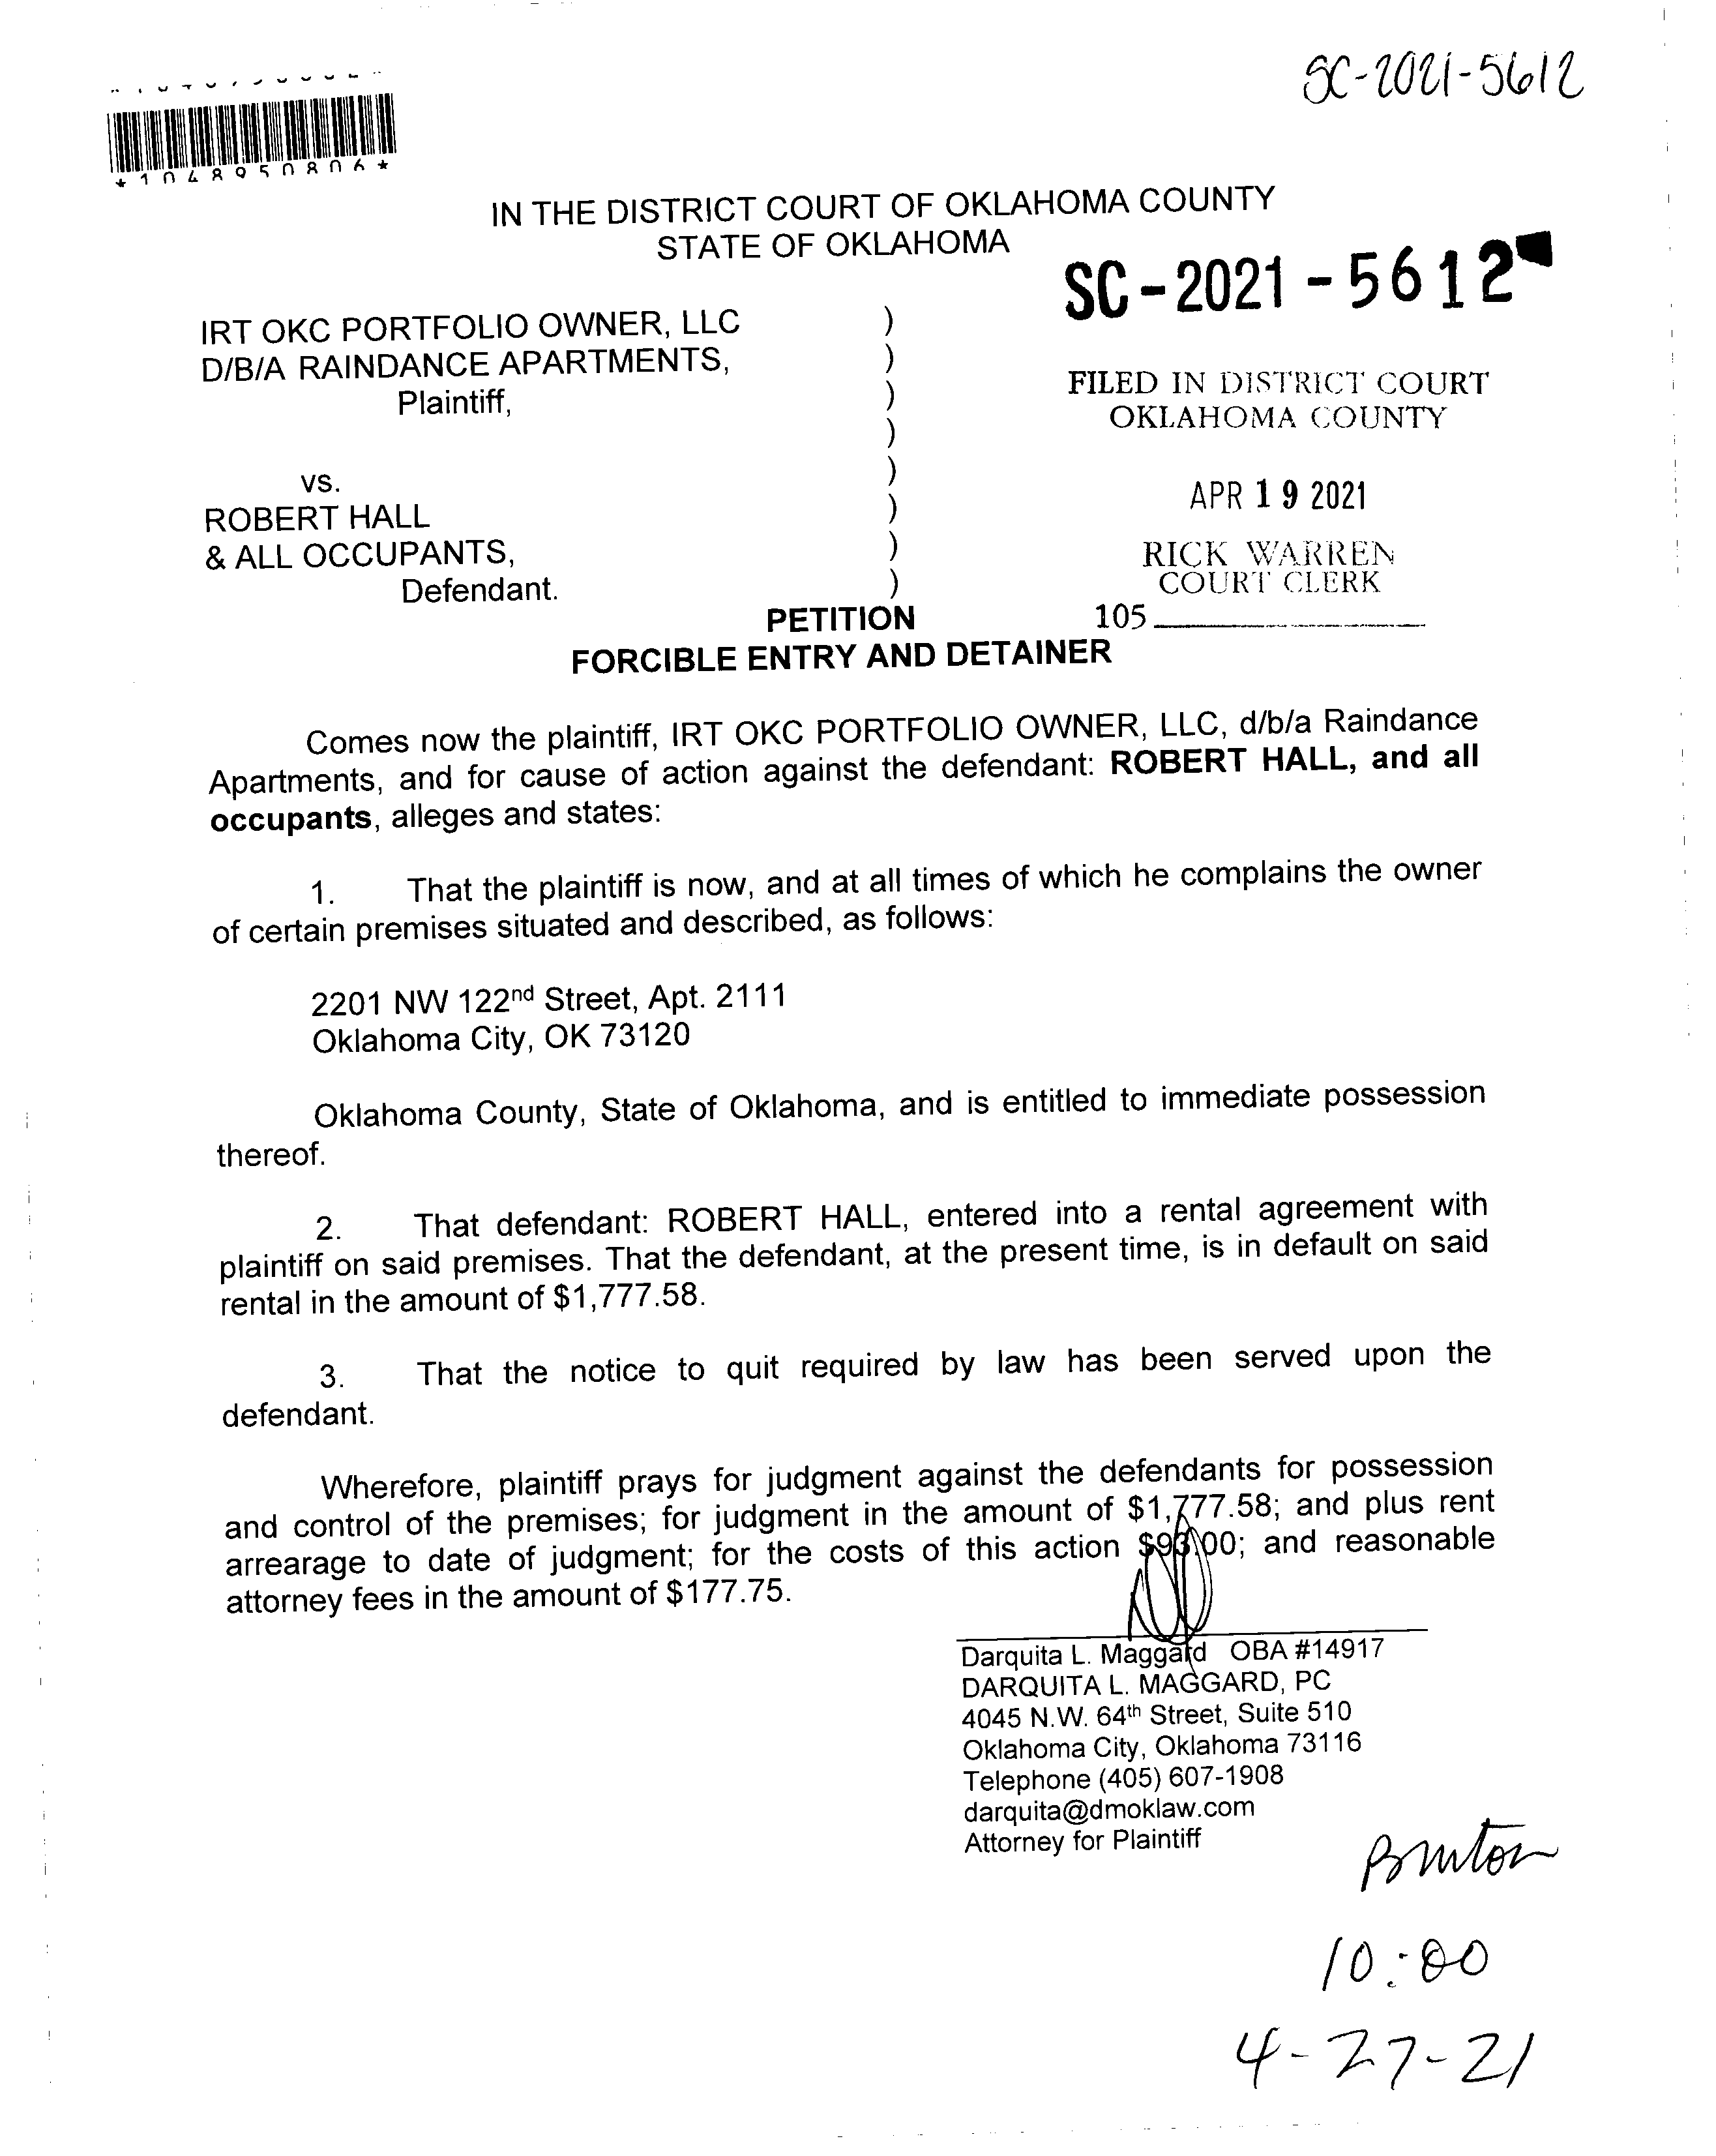 SC-2021-5612
*1048950806*
IN THE DISTRICT COURT OF OKLAHOMA COUNTY
STATE OF OKLAHOMA
SC-2021-5612
IRT OKC PORTFOLIO OWNER, LLC )
D/B/A RAINDANCE APARTMENTS, )
Plaintiff, )
)
vs. )
ROBERT HALL )
& ALL OCCUPANTS, )
Defendant. )
FILED IN DISTRICT COURT
OKLAHOMA COUNTY
APR 19 2021
RICK WARREN
COURT CLERK
105
PETITION
FORCIBLE ENTRY AND DETAINER
Comes now the plaintiff, IRT OKC PORTFOLIO OWNER, LLC, d/b/a Raindance
Apartments, and for cause of action against the defendant: ROBERT HALL, and all
occupants, alleges and states:
1. That the plaintiff is now, and at all times of which he complains the owner
of certain premises situated and described, as follows:
2201 NW 122nd Street, Apt. 2111
Oklahoma City, OK 73120
Oklahoma County, State of Oklahoma, and is entitled to immediate possession
thereof.
2. That defendant: ROBERT HALL, entered into a rental agreement with
plaintiff on said premises. That the defendant, at the present time, is in default on said
rental in the amount of $1,777.58.
3. That the notice to quit required by law has been served upon the
defendant.
Wherefore, plaintiff prays for judgment against the defendants for possession
and control of the premises; for judgment in the amount of $1,777.58; and plus rent
arrearage to date of judgment; for the costs of this action $93.00; and reasonable
attorney fees in the amount of $177.75.
Darquita L. Maggard OBA #14917
DARQUITA L. MAGGARD, PC
4045 N.W. 64th Street, Suite 510
Oklahoma City, Oklahoma 73116
Telephone (405) 607-1908
darquita@dmoklaw.com
Attorney for Plaintiff
10:00
4-27-21